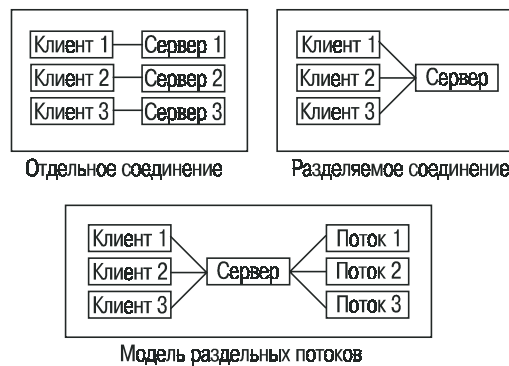 Клиент 1 Сервер 1
Клиент 2 Сервер 2
Клиент 3 Сервер 3
Отдельное соединение
Клиент 1
Клиент 2 Сервер
Клиент 3
Разделяемое соединение
Клиент 1 Поток 1
Клиент 2 Сервер Поток 2
Клиент 3 Поток 3
Модель раздельных потоков